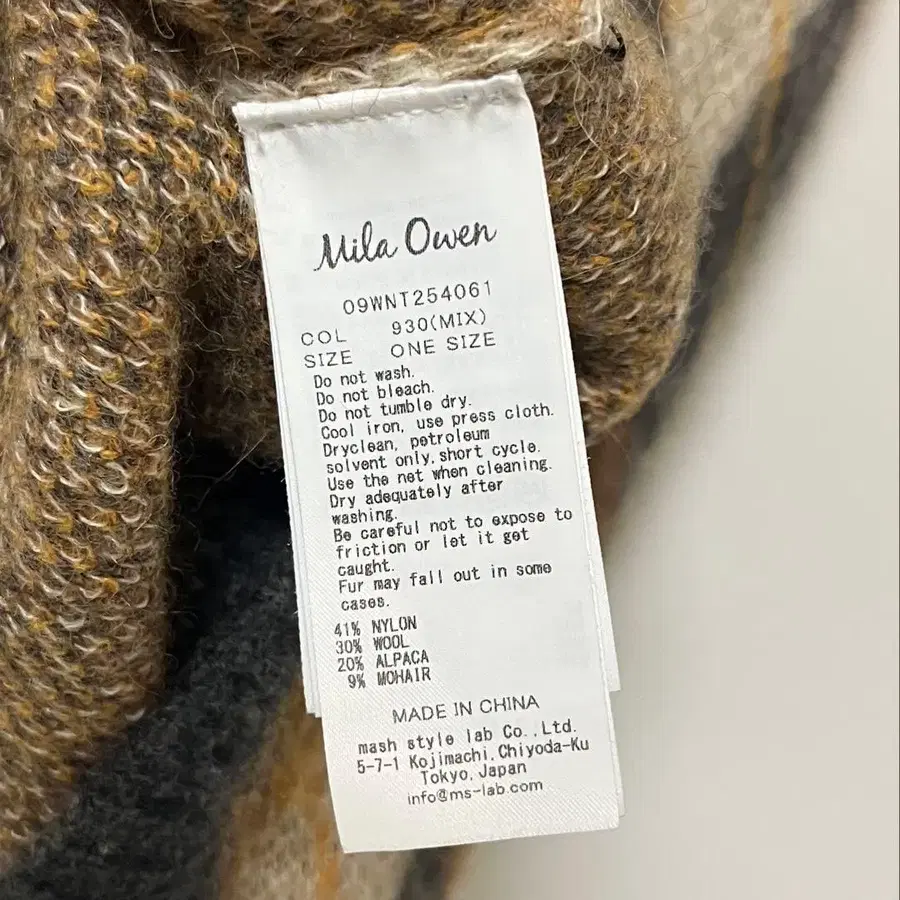 Mila Owen
09WNT254061
COL 930(MIX)
SIZE ONE SIZE
Do not wash.
Do not bleach.
Do not tumble dry.
Cool iron, use press cloth.
Dryclean, petroleum
solvent only,short cycle.
Use the net when cleaning.
Dry adequately after
washing.
Be careful not to expose to
friction or let it get
caught.
Fur may fall out in some
cases.
41% NYLON
30% WOOL
20% ALPACA
9% MOHAIR
MADE IN CHINA
mash style lab Co.,Ltd.
5-7-1 Kojimachi,Chiyoda-Ku
Tokyo,Japan
info@ms-lab.com